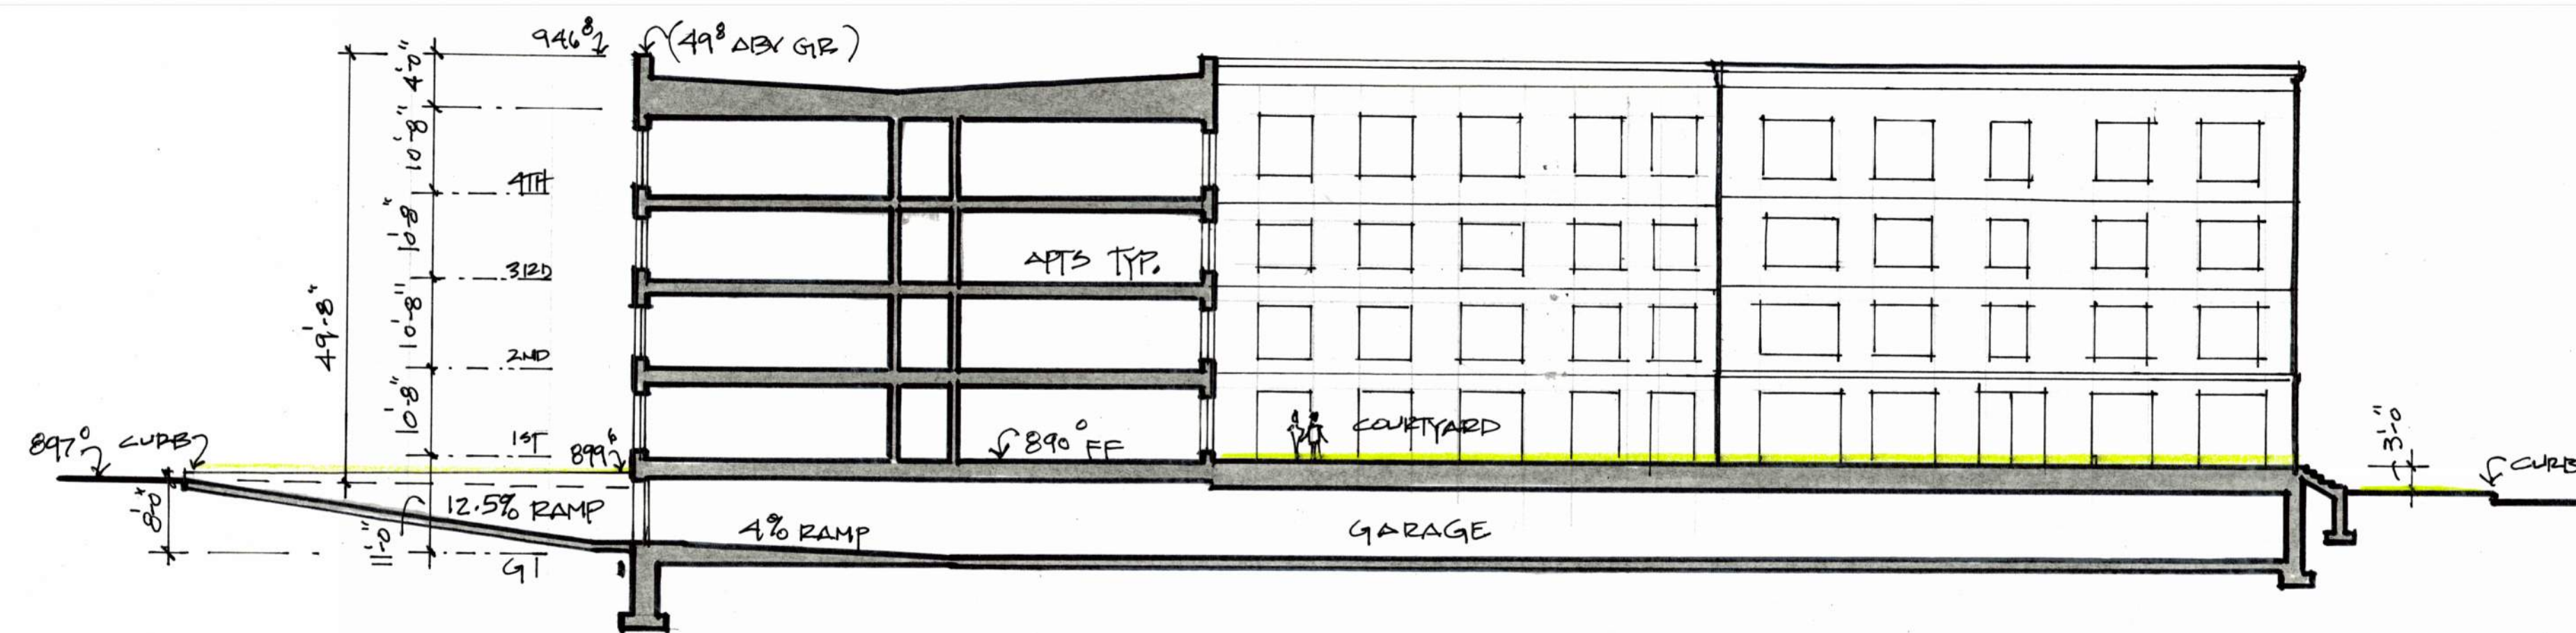 946⁸ (49⁸ ABV GR)
4'-0"
10'-8"
4TH
10'-8"
3RD
APTS TYP.
10'-8"
49'-8"
2ND
10'-8"
1ST
897⁰ CURB
899⁶
890⁰ FF
COURTYARD
3'-0"
CURB
8'-0"
11'-0"
12.5% RAMP
4% RAMP
GARAGE
G1